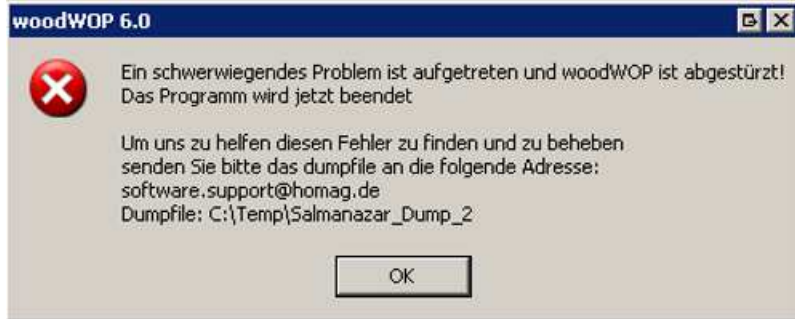 woodWOP 6.0
Ein schwerwiegendes Problem ist aufgetreten und woodWOP ist abgestürzt!
Das Programm wird jetzt beendet
Um uns zu helfen diesen Fehler zu finden und zu beheben
senden Sie bitte das dumpfile an die folgende Adresse:
software.support@homag.de
Dumpfile: C:\Temp\Salmanazar_Dump_2
OK